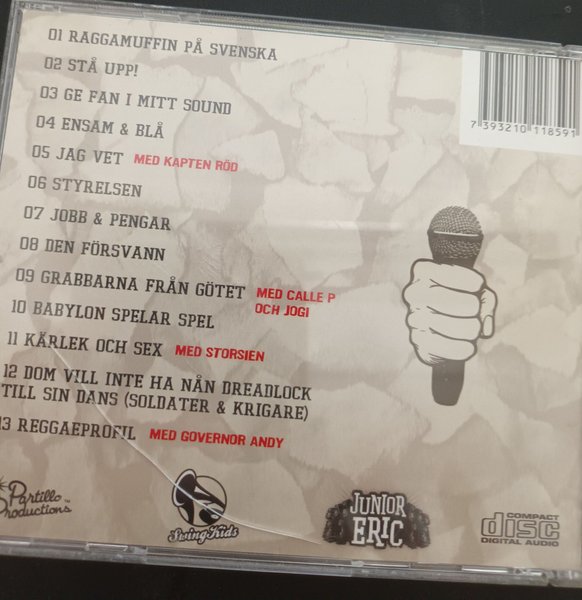 01 RAGGAMUFFIN PÅ SVENSKA
02 STÅ UPP!
03 GE FAN I MITT SOUND
04 ENSAM & BLÅ
05 JAG VET MED KAPTEN RÖD
06 STYRELSEN
07 JOBB & PENGAR
08 DEN FÖRSVANN
09 GRABBARNA FRÅN GÖTET MED CALLE P
OCH JOGI
10 BABYLON SPELAR SPEL
11 KÄRLEK OCH SEX MED STORSIEN
12 DOM VILL INTE HA NÅN DREADLOCK
TILL SIN DANS (SOLDATER & KRIGARE)
13 REGGAEPROFIL MED GOVERNOR ANDY
7 393210 118591
Partillo™
Productions
SwingKids
JUNIOR
ERIC
COMPACT
disc
DIGITAL AUDIO